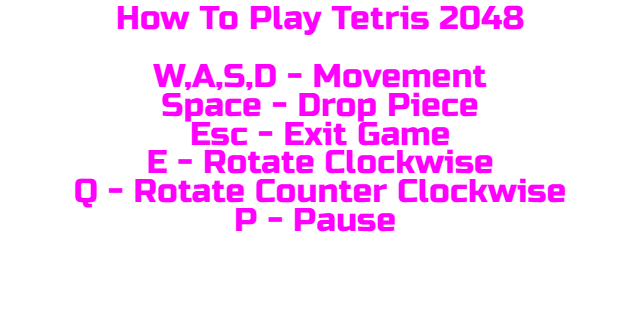 How To Play Tetris 2048
W,A,S,D - Movement
Space - Drop Piece
Esc - Exit Game
E - Rotate Clockwise
Q - Rotate Counter Clockwise
P - Pause